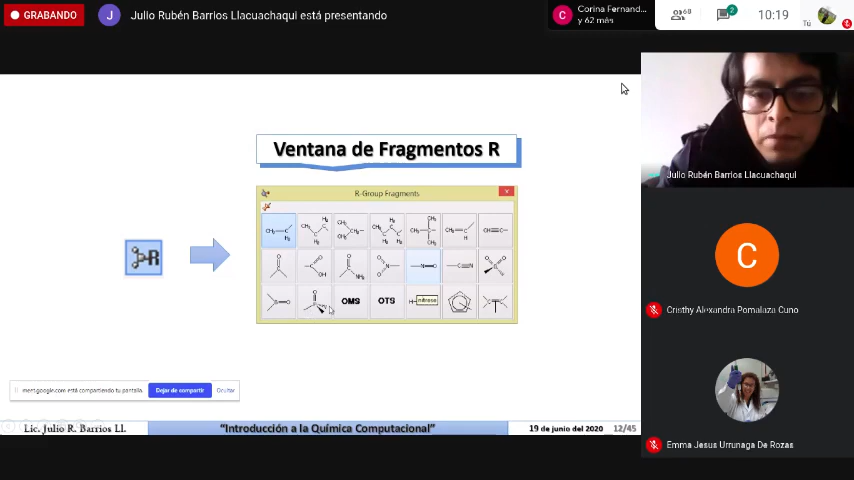 GRABANDO
J
Julio Rubén Barrios Llacuachaqui está presentando
C
Corina Fernand...
y 62 más
68
2
10:19
Tú
Julio Rubén Barrios Llacuachaqui
Ventana de Fragmentos R
R-Group Fragments
R
OMS
OTS
nitroso
C
Cristhy Alexandra Pomalaza Cuno
meet.google.com está compartiendo tu pantalla.
Dejar de compartir
Ocultar
Lic. Julio R. Barrios Ll.
“Introducción a la Química Computacional”
19 de junio del 2020
12/45
Emma Jesus Urrunaga De Rozas